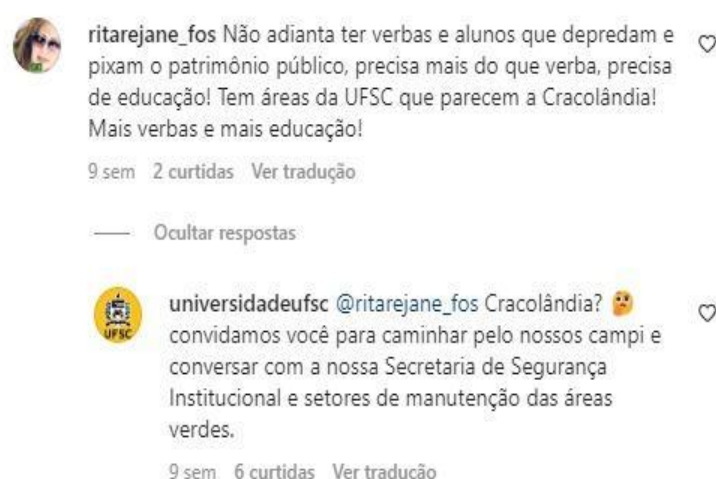 ritarejane_fos Não adianta ter verbas e alunos que depredam e
pixam o patrimônio público, precisa mais do que verba, precisa
de educação! Tem áreas da UFSC que parecem a Cracolândia!
Mais verbas e mais educação!
9 sem 2 curtidas Ver tradução
Ocultar respostas
UFSC
universidadeufsc @ritarejane_fos Cracolândia? 🤔
convidamos você para caminhar pelo nossos campi e
conversar com a nossa Secretaria de Segurança
Institucional e setores de manutenção das áreas
verdes.
9 sem 6 curtidas Ver tradução